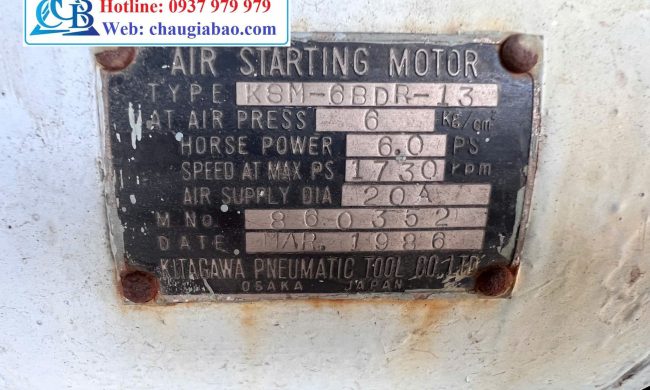 CB
Hotline: 0937 979 979
Web: chaugiabao.com
AIR STARTING MOTOR
TYPE KSM-6BDR-13
AT AIR PRESS 6 KG/cm²
HORSE POWER 6.0 PS
SPEED AT MAX PS 1730 rpm
AIR SUPPLY DIA 20A
M.No. 860352
DATE MAR. 1986
KITAGAWA PNEUMATIC TOOL CO., LTD.
OSAKA JAPAN